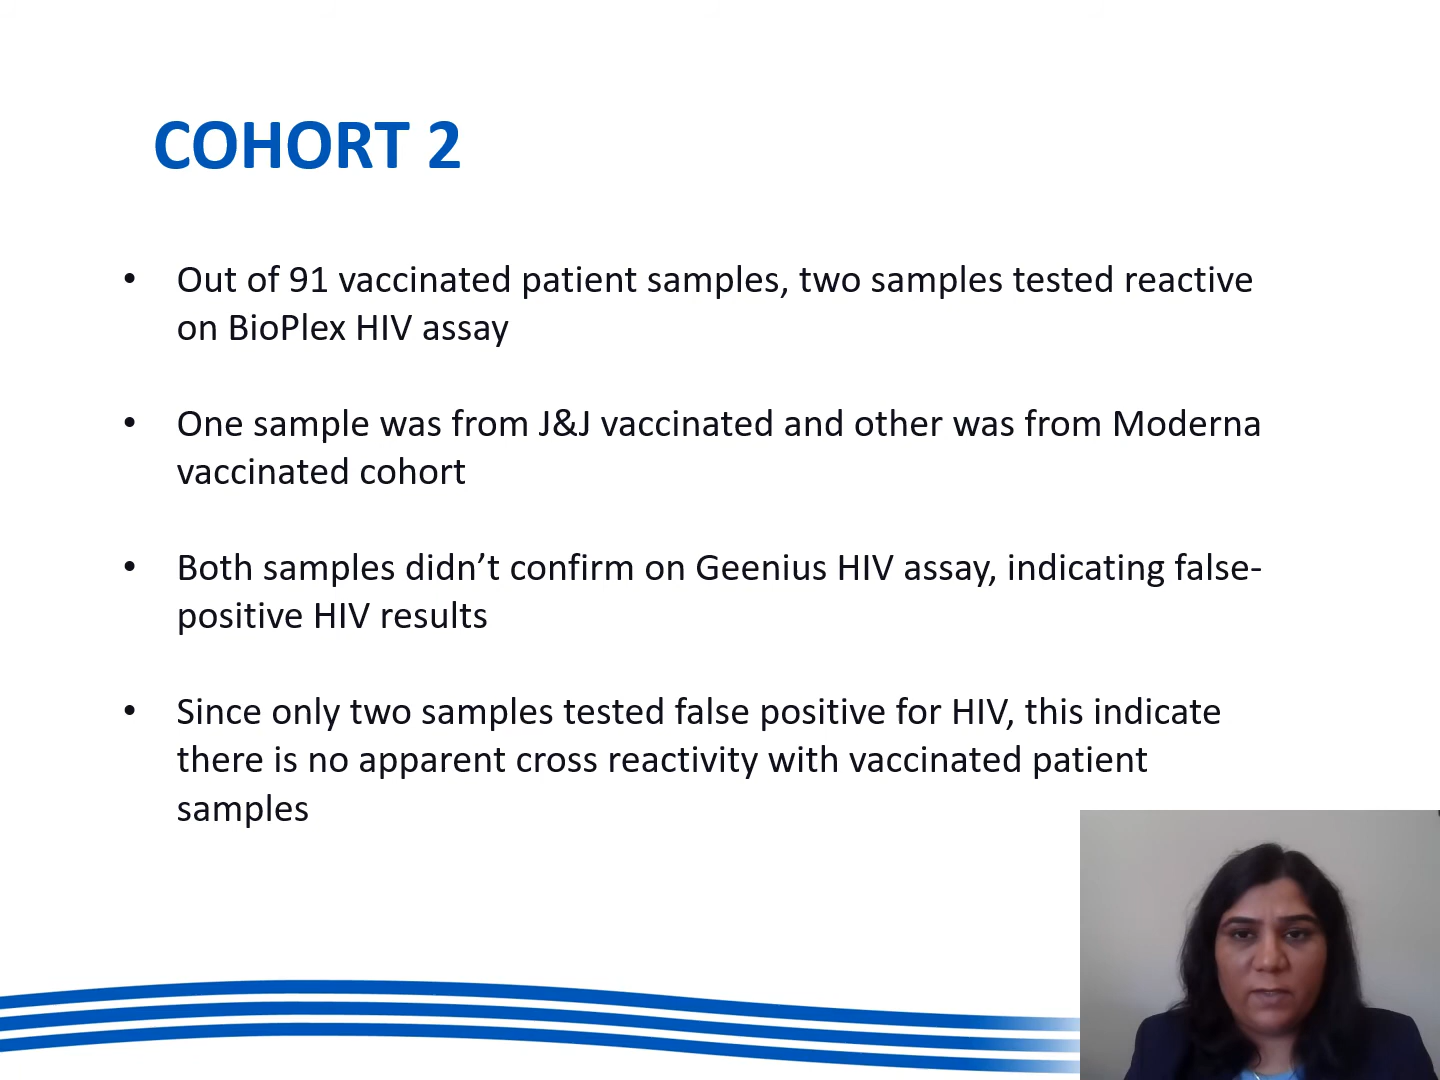 COHORT 2
• Out of 91 vaccinated patient samples, two samples tested reactive
on BioPlex HIV assay
• One sample was from J&J vaccinated and other was from Moderna
vaccinated cohort
• Both samples didn’t confirm on Geenius HIV assay, indicating false-
positive HIV results
• Since only two samples tested false positive for HIV, this indicate
there is no apparent cross reactivity with vaccinated patient
samples